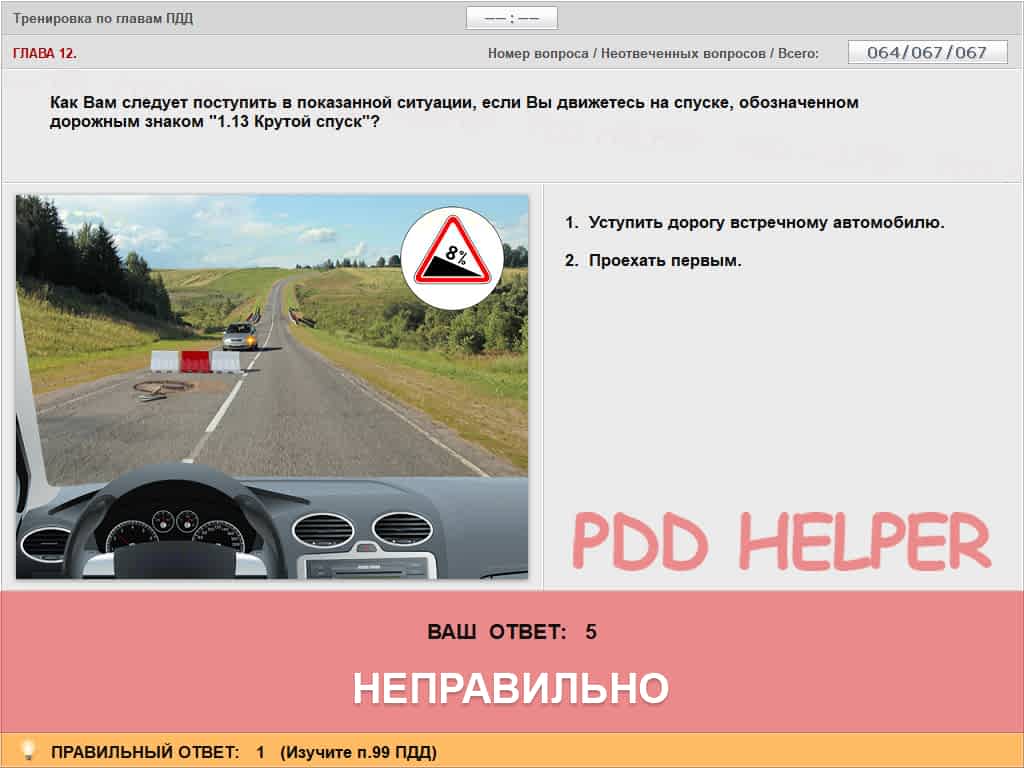 Тренировка по главам ПДД
–– : ––
ГЛАВА 12.
Номер вопроса / Неотвеченных вопросов / Всего:
064/067/067
Как Вам следует поступить в показанной ситуации, если Вы движетесь на спуске, обозначенном
дорожным знаком "1.13 Крутой спуск"?
8%
1. Уступить дорогу встречному автомобилю.
2. Проехать первым.
PDD HELPER
ВАШ ОТВЕТ: 5
НЕПРАВИЛЬНО
ПРАВИЛЬНЫЙ ОТВЕТ: 1 (Изучите п.99 ПДД)